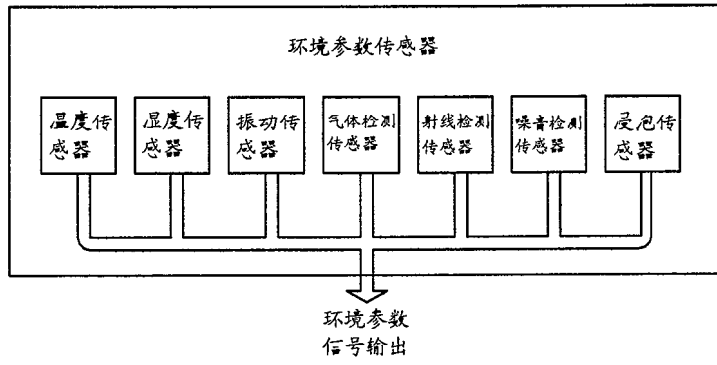 环境参数传感器
温度传
感器
湿度传
感器
振动传
感器
气体检测
传感器
射线检测
传感器
噪音检测
传感器
浸泡传
感器
环境参数
信号输出